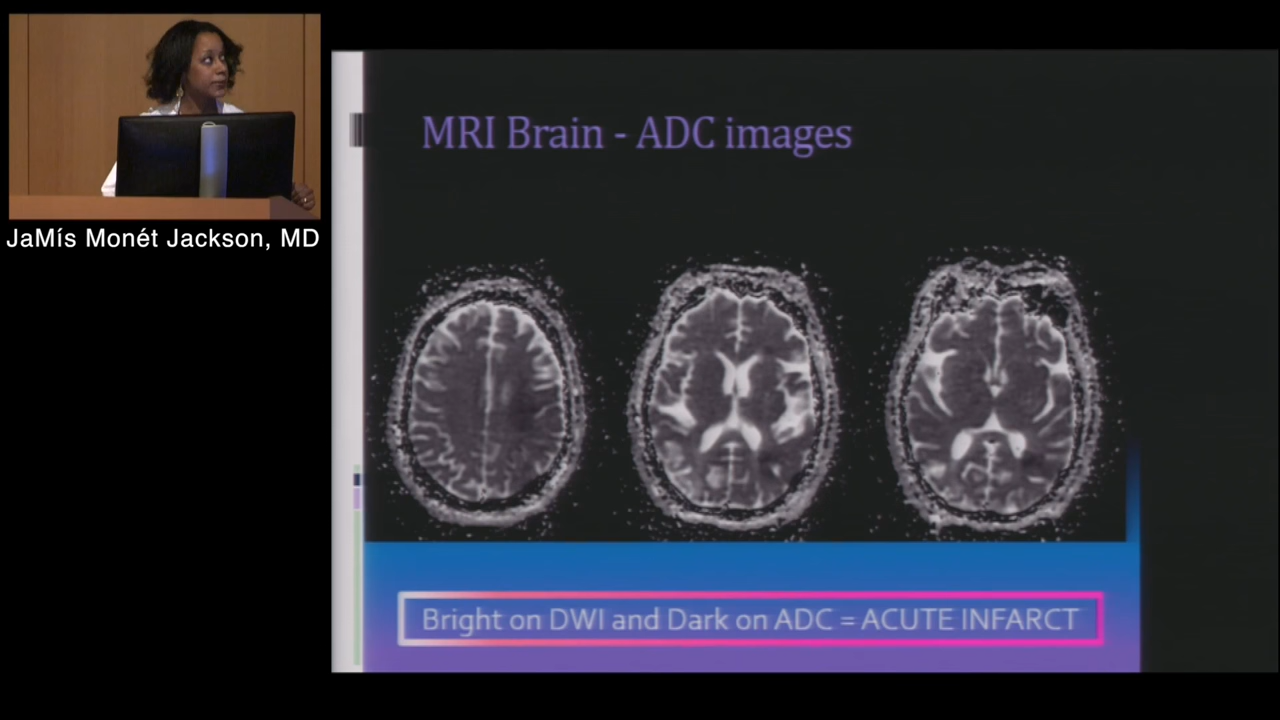 JaMís Monét Jackson, MD
MRI Brain - ADC images
Bright on DWI and Dark on ADC = ACUTE INFARCT